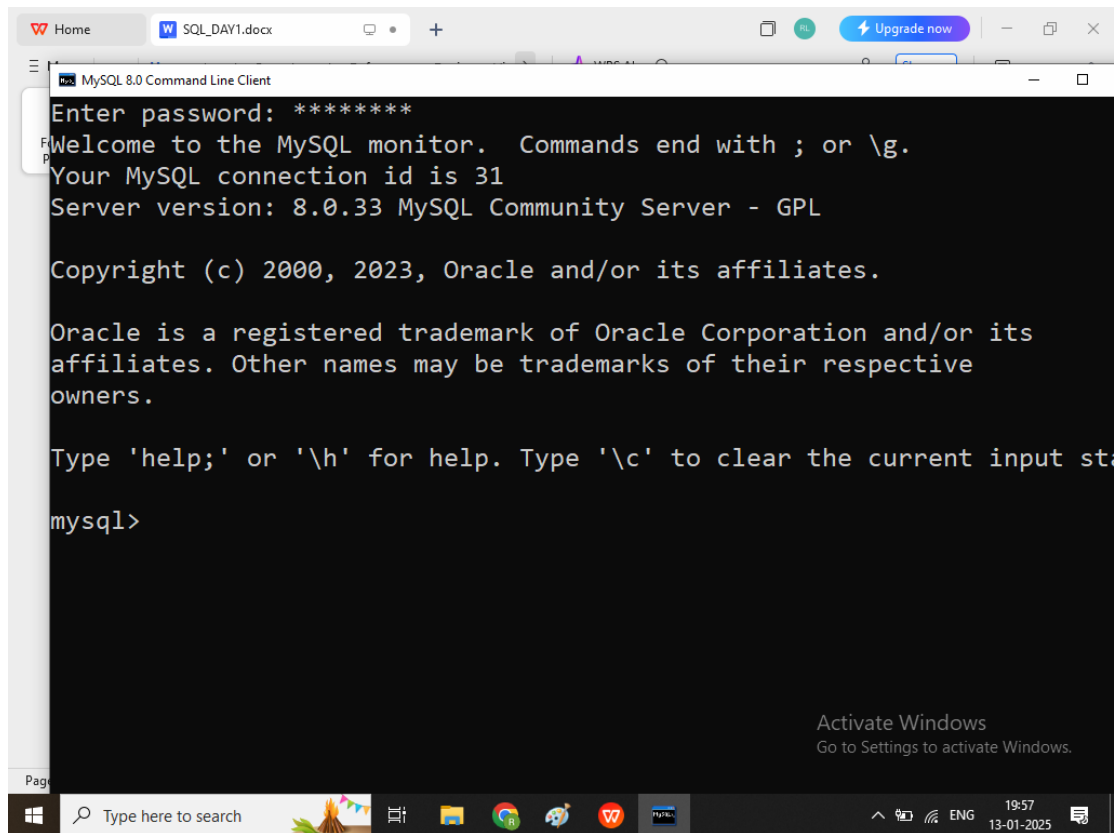 Home
SQL_DAY1.docx
RL
Upgrade now
MySQL 8.0 Command Line Client
Enter password: ********
Welcome to the MySQL monitor.  Commands end with ; or \g.
Your MySQL connection id is 31
Server version: 8.0.33 MySQL Community Server - GPL
Copyright (c) 2000, 2023, Oracle and/or its affiliates.
Oracle is a registered trademark of Oracle Corporation and/or its
affiliates. Other names may be trademarks of their respective
owners.
Type 'help;' or '\h' for help. Type '\c' to clear the current input sta
mysql>
Activate Windows
Go to Settings to activate Windows.
Page
Type here to search
ENG
19:57
13-01-2025